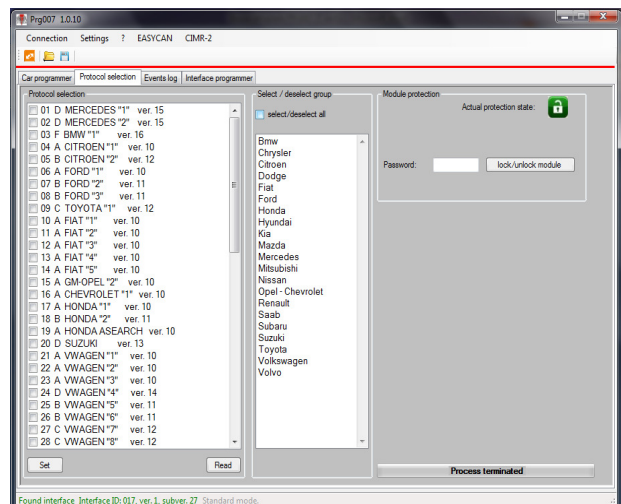 Prg007 1.0.10
Connection Settings ? EASYCAN CIMR-2
Car programmer Protocol selection Events log Interface programmer
Protocol selection
01 D MERCEDES "1" ver. 15
02 D MERCEDES "2" ver. 15
03 F BMW "1" ver. 16
04 A CITROEN "1" ver. 10
05 B CITROEN "2" ver. 12
06 A FORD "1" ver. 10
07 B FORD "2" ver. 11
08 B FORD "3" ver. 11
09 C TOYOTA "1" ver. 12
10 A FIAT "1" ver. 10
11 A FIAT "2" ver. 10
12 A FIAT "3" ver. 10
13 A FIAT "4" ver. 10
14 A FIAT "5" ver. 10
15 A GM-OPEL "2" ver. 10
16 A CHEVROLET "1" ver. 10
17 A HONDA "1" ver. 10
18 B HONDA "2" ver. 11
19 A HONDA ASEARCH ver. 10
20 D SUZUKI ver. 13
21 A VWAGEN "1" ver. 10
22 A VWAGEN "2" ver. 10
23 A VWAGEN "3" ver. 10
24 D VWAGEN "4" ver. 14
25 B VWAGEN "5" ver. 11
26 B VWAGEN "6" ver. 11
27 C VWAGEN "7" ver. 12
28 C VWAGEN "8" ver. 12
Set Read
Select / deselect group
select/deselect all
Bmw
Chrysler
Citroen
Dodge
Fiat
Ford
Honda
Hyundai
Kia
Mazda
Mercedes
Mitsubishi
Nissan
Opel - Chevrolet
Renault
Saab
Subaru
Suzuki
Toyota
Volkswagen
Volvo
Module protection
Actual protection state:
Password: lock/unlock module
Process terminated
Found interface Interface ID: 017, ver. 1, subver. 27 Standard mode.